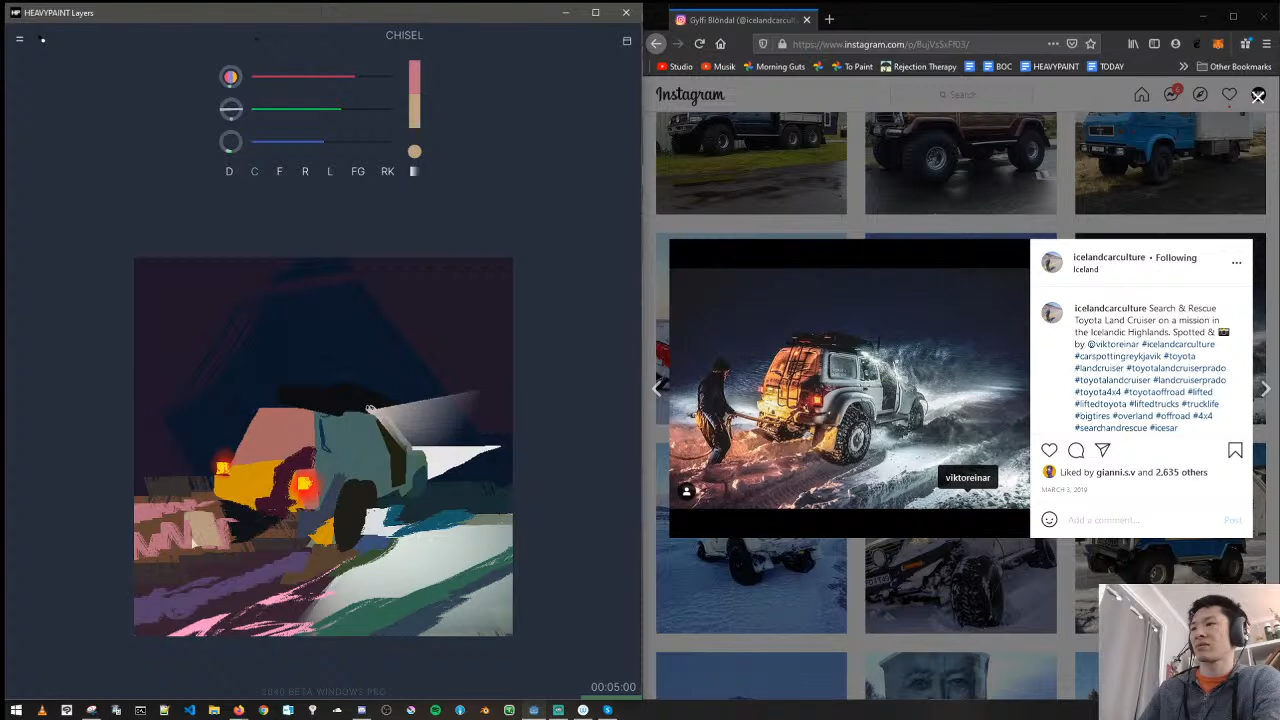 HEAVYPAINT Layers
CHISEL
D C F R L FG RK
00:05:00
2040 BETA WINDOWS PRO
Gylfi Blöndal (@icelandcarcult
https://www.instagram.com/p/BujVsSxFf03/
Studio
Musik
Morning Guts
To Paint
Rejection Therapy
BOC
HEAVYPAINT
TODAY
Other Bookmarks
Instagram
Search
icelandcarculture • Following
Iceland
icelandcarculture Search & Rescue
Toyota Land Cruiser on a mission in
the Icelandic Highlands. Spotted &
by @viktoreinar #icelandcarculture
#carspottingreykjavik #toyota
#landcruiser #toyotalandcruiserprado
#toyotalandcruiser #landcruiserprado
#toyota4x4 #toyotaoffroad #lifted
#liftedtoyota #liftedtrucks #trucklife
#bigtires #overland #offroad #4x4
#searchandrescue #icesar
viktoreinar
Liked by gianni.s.v and 2,635 others
MARCH 3, 2019
Add a comment...
Post